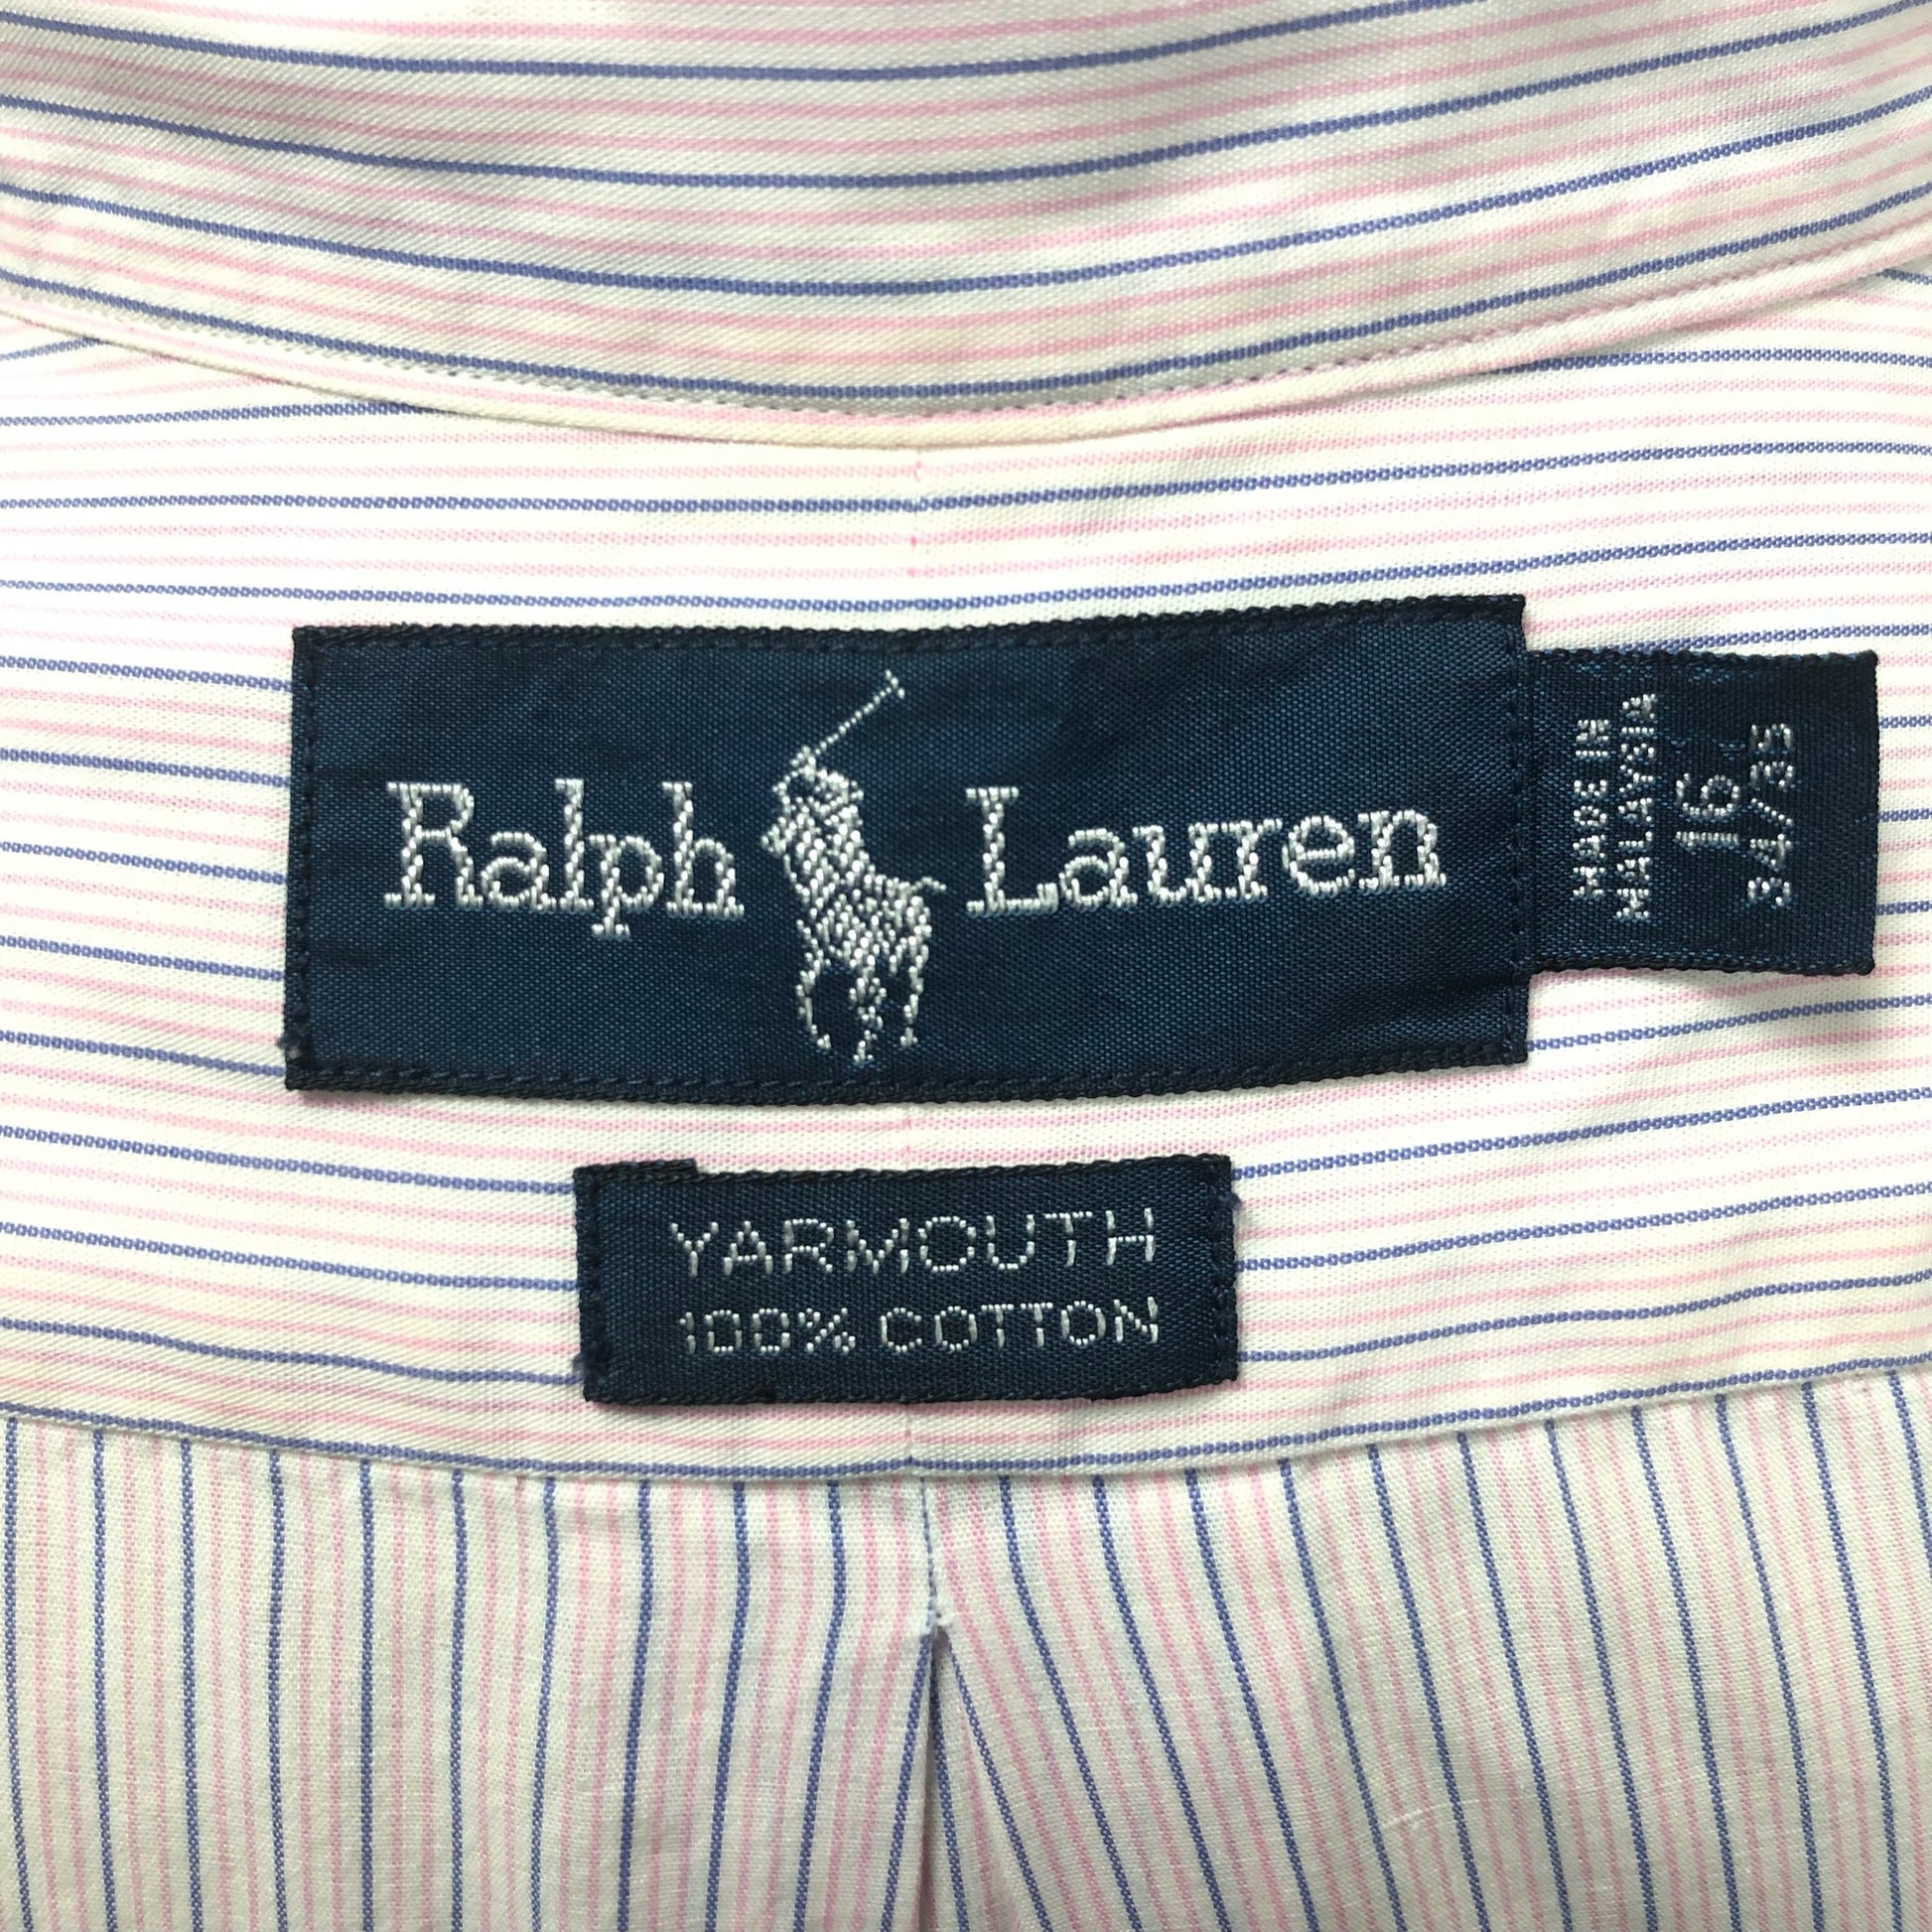 Ralph Lauren
MADE IN
MALAYSIA
16
34/35
YARMOUTH
100% COTTON